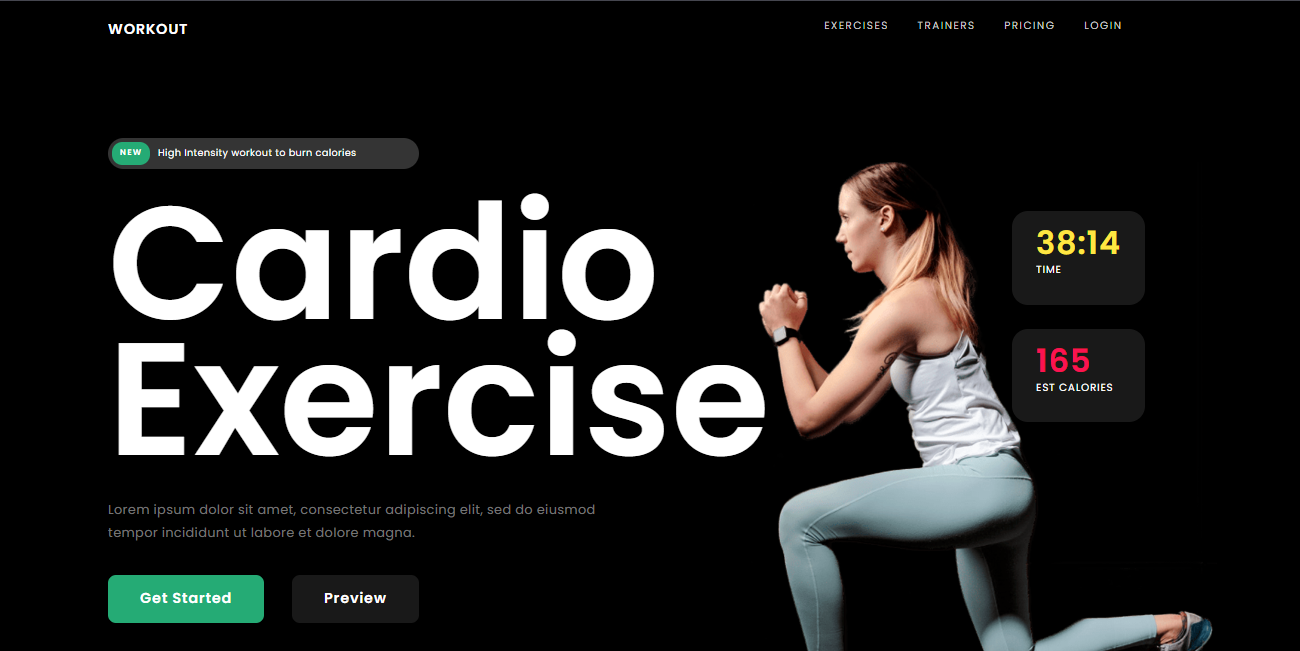 WORKOUT
EXERCISES TRAINERS PRICING LOGIN
NEW High Intensity workout to burn calories
Cardio
Exercise
38:14
TIME
165
EST CALORIES
Lorem ipsum dolor sit amet, consectetur adipiscing elit, sed do eiusmod
tempor incididunt ut labore et dolore magna.
Get Started Preview